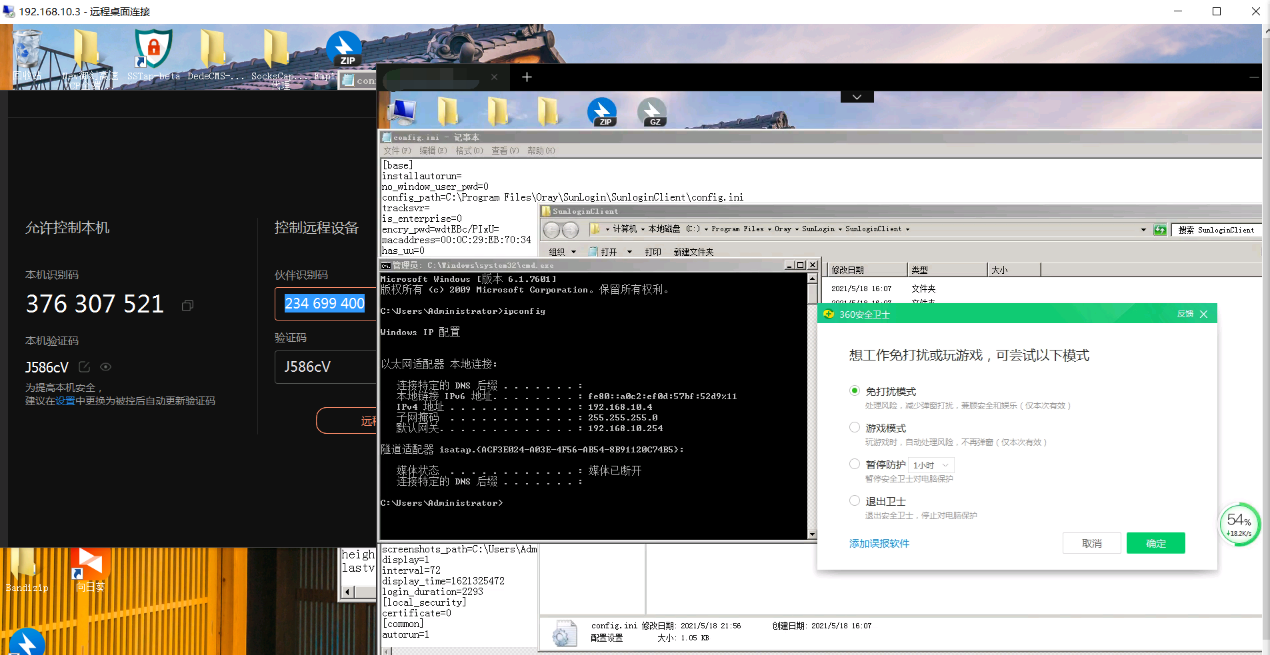 192.168.10.3 - 远程桌面连接
ZIP
SSTap-beta
DedeCMS-...
SocksCap...
代理
ZIP
GZ
config.ini - 记事本
文件(F) 编辑(E) 格式(O) 查看(V) 帮助(H)
[base]
installautorun=
no_window_user_pwd=0
config_path=C:\Program Files\Oray\SunLogin\SunloginClient\config.ini
tracksvr=
is_enterprise=0
encry_pwd=wdtEBc/PIxU=
macaddress=00:0C:29:EB:70:34
has_uu=0
SunloginClient
计算机 本地磁盘 (C:) Program Files Oray SunLogin SunloginClient
搜索 SunloginClient
组织 打开 打印 新建文件夹
修改日期 类型 大小
2021/5/18 16:07 文件夹
2021/5/18 16:07 文件夹
允许控制本机
本机识别码
376 307 521
本机验证码
J586cV
为提高本机安全，
建议在设置中更换为被控后自动更新验证码
控制远程设备
伙伴识别码
234 699 400
验证码
J586cV
远
管理员: C:\Windows\system32\cmd.exe
Microsoft Windows [版本 6.1.7601]
版权所有 (c) 2009 Microsoft Corporation。保留所有权利。
C:\Users\Administrator>ipconfig
Windows IP 配置
以太网适配器 本地连接:
连接特定的 DNS 后缀 . . . . . . . :
本地链接 IPv6 地址. . . . . . . . : fe80::a0c2:ef0d:57bf:52d9%11
IPv4 地址 . . . . . . . . . . . . : 192.168.10.4
子网掩码 . . . . . . . . . . . . : 255.255.255.0
默认网关. . . . . . . . . . . . . : 192.168.10.254
隧道适配器 isatap.{ACF3E024-A03E-4F56-AB54-8B91120C74B5}:
媒体状态 . . . . . . . . . . . . : 媒体已断开
连接特定的 DNS 后缀 . . . . . . . :
C:\Users\Administrator>
360安全卫士
反馈
想工作免打扰或玩游戏，可尝试以下模式
免打扰模式
处理风险，减少弹窗打扰，兼顾安全和娱乐（仅本次有效）
游戏模式
玩游戏时，自动处理风险，不再弹窗（仅本次有效）
暂停防护 1小时
暂停安全卫士对电脑保护
退出卫士
退出安全卫士，停止对电脑保护
添加误报软件
取消
确定
54%
+18.2K/s
Bandizip
向日葵
heigh
lastv
screenshots_path=C:\Users\Adm
display=1
interval=72
display_time=1621325472
login_duration=2293
[local_security]
certificate=0
[common]
autorun=1
config.ini 修改日期: 2021/5/18 21:56 创建日期: 2021/5/18 16:07
配置设置 大小: 1.05 KB